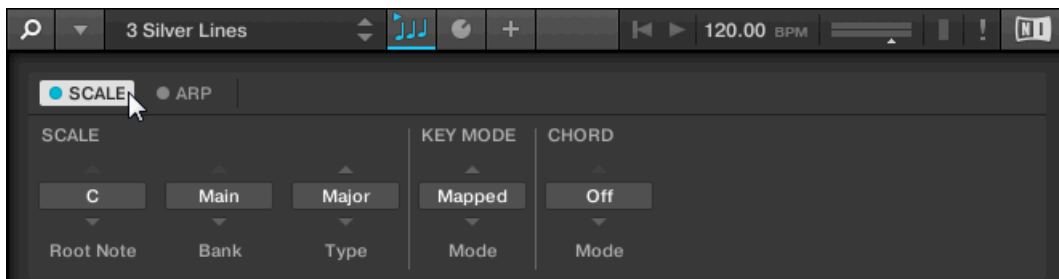 3 Silver Lines 120.00 BPM ! NI
SCALE ARP
SCALE KEY MODE CHORD
C Main Major Mapped Off
Root Note Bank Type Mode Mode